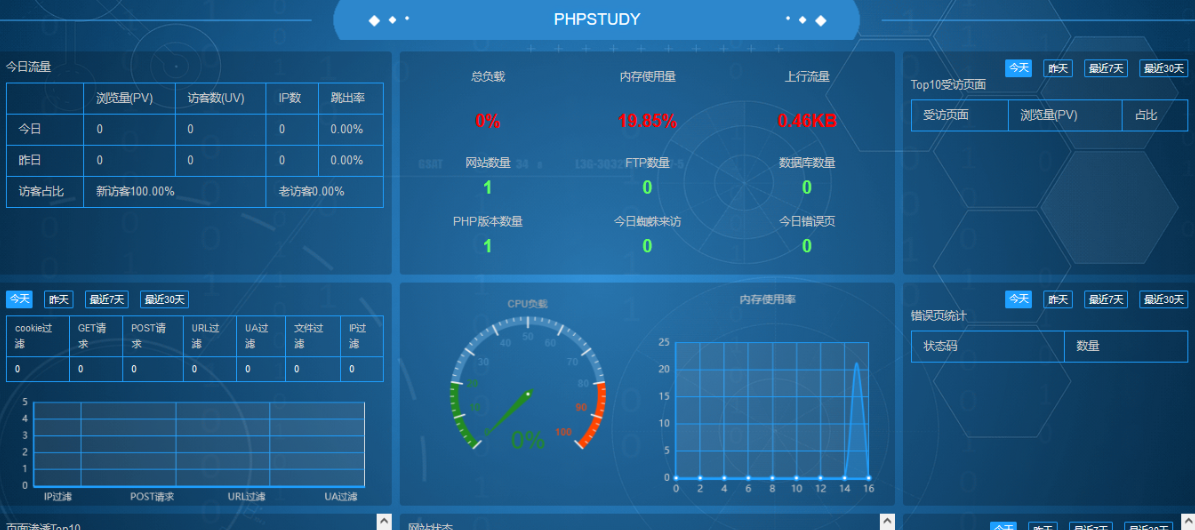 PHPSTUDY
今日流量
浏览量(PV) 访客数(UV) IP数 跳出率
今日 0 0 0 0.00%
昨日 0 0 0 0.00%
访客占比 新访客100.00% 老访客0.00%
总负载 内存使用量 上行流量
0% 19.85% 0.46KB
网站数量 FTP数量 数据库数量
1 0 0
PHP版本数量 今日蜘蛛来访 今日错误页
1 0 0
今天 昨天 最近7天 最近30天
Top10受访页面
受访页面 浏览量(PV) 占比
今天 昨天 最近7天 最近30天
cookie过滤 GET请求 POST请求 URL过滤 UA过滤 文件过滤 IP过滤
0 0 0 0 0 0 0
5
4
3
2
1
0
IP过滤 POST请求 URL过滤 UA过滤
CPU负载
0 10 20 30 40 50 60 70 80 90 100
0%
内存使用率
25
20
15
10
5
0
0 2 4 6 8 10 12 14 16
今天 昨天 最近7天 最近30天
错误页统计
状态码 数量
页面渗透Top10
网站状态
今天 昨天 最近7天 最近30天